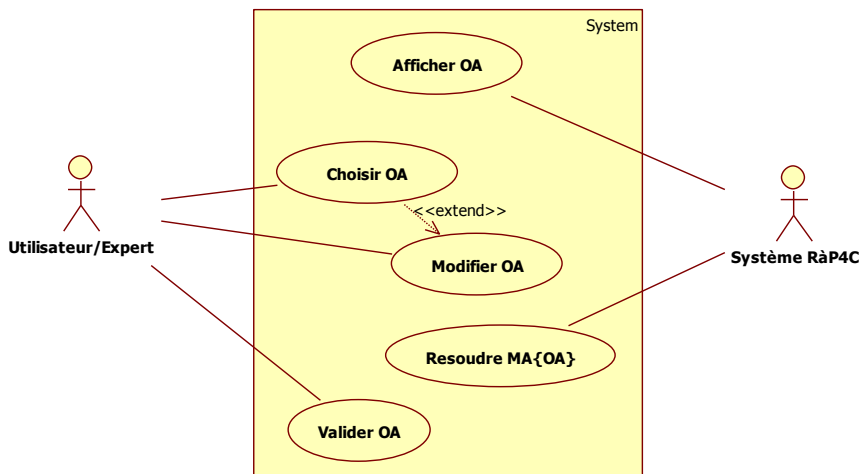 System
Afficher OA
Choisir OA
<<extend>>
Utilisateur/Expert
Modifier OA
Système RàP4C
Resoudre MA{OA}
Valider OA